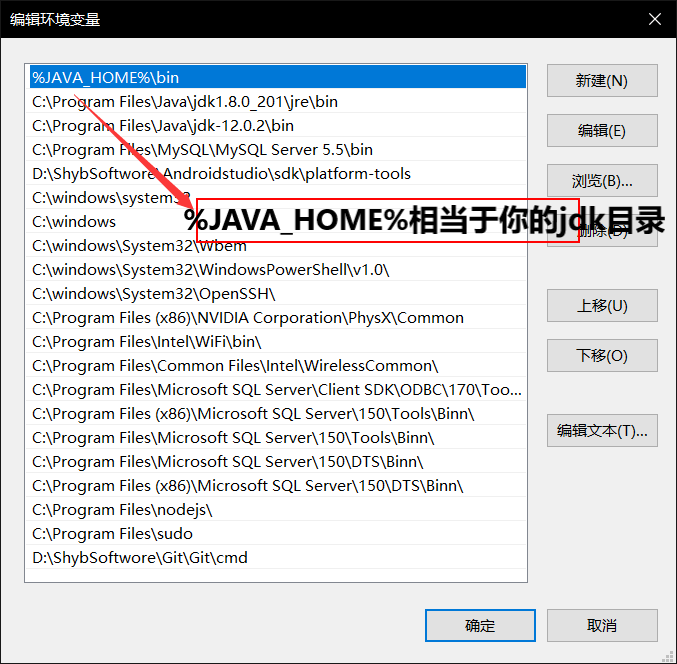 编辑环境变量
%JAVA_HOME%\bin
C:\Program Files\Java\jdk1.8.0_201\jre\bin
C:\Program Files\Java\jdk-12.0.2\bin
C:\Program Files\MySQL\MySQL Server 5.5\bin
D:\ShybSoftwore\Androidstudio\sdk\platform-tools
C:\windows\system32
C:\windows
C:\windows\System32\Wbem
C:\windows\System32\WindowsPowerShell\v1.0\
C:\windows\System32\OpenSSH\
C:\Program Files (x86)\NVIDIA Corporation\PhysX\Common
C:\Program Files\Intel\WiFi\bin\
C:\Program Files\Common Files\Intel\WirelessCommon\
C:\Program Files\Microsoft SQL Server\Client SDK\ODBC\170\Too...
C:\Program Files (x86)\Microsoft SQL Server\150\Tools\Binn\
C:\Program Files\Microsoft SQL Server\150\Tools\Binn\
C:\Program Files\Microsoft SQL Server\150\DTS\Binn\
C:\Program Files (x86)\Microsoft SQL Server\150\DTS\Binn\
C:\Program Files\nodejs\
C:\Program Files\sudo
D:\ShybSoftwore\Git\Git\cmd
%JAVA_HOME%相当于你的jdk目录
新建(N)
编辑(E)
浏览(B)...
删除(D)
上移(U)
下移(O)
编辑文本(T)...
确定
取消